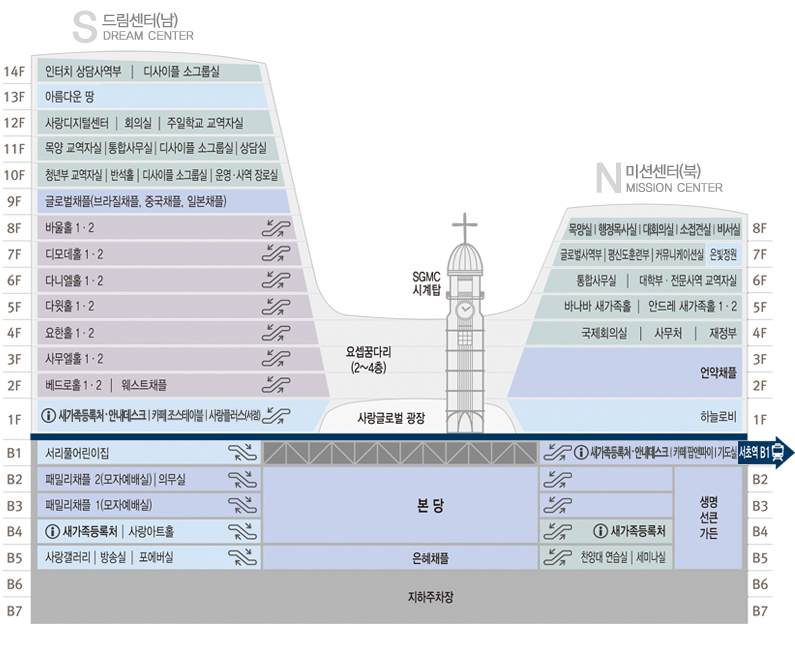 S 드림센터(남)
DREAM CENTER
14F 인터치 상담사역부 | 디사이플 소그룹실
13F 아름다운 땅
12F 사랑디지털센터 | 회의실 | 주일학교 교역자실
11F 목양 교역자실 | 통합사무실 | 디사이플 소그룹실 | 상담실
10F 청년부 교역자실 | 반석홀 | 디사이플 소그룹실 | 운영·사역 장로실
9F 글로벌채플(브라질채플, 중국채플, 일본채플)
8F 바울홀 1·2
7F 디모데홀 1·2
6F 다니엘홀 1·2
5F 다윗홀 1·2
4F 요한홀 1·2
3F 사무엘홀 1·2
2F 베드로홀 1·2 | 웨스트채플
1F 새가족등록처·안내데스크 | 카페 조스테이블 | 사랑플러스(서점)
SGMC
시계탑
요셉꿈다리
(2~4층)
사랑글로벌 광장
N 미션센터(북)
MISSION CENTER
목양실 | 행정목사실 | 대회의실 | 소접견실 | 비서실 8F
글로벌사역부 | 평신도훈련부 | 커뮤니케이션실 은빛정원 7F
통합사무실 | 대학부·전문사역 교역자실 6F
바나바 새가족홀 | 안드레 새가족홀 1·2 5F
국제회의실 | 사무처 | 재정부 4F
3F
언약채플
2F
하늘로비 1F
B1 서리풀어린이집
새가족등록처·안내데스크 | 카페 팝앤파이 | 기도실 서초역 B1
B2 패밀리채플 2(모자예배실) | 의무실 B2
B3 패밀리채플 1(모자예배실) 본 당 B3
생명
선큰
가든
B4 새가족등록처 | 사랑아트홀 새가족등록처 B4
B5 사랑갤러리 | 방송실 | 포에버실 은혜채플 찬양대 연습실 | 세미나실 B5
B6 B6
지하주차장
B7 B7